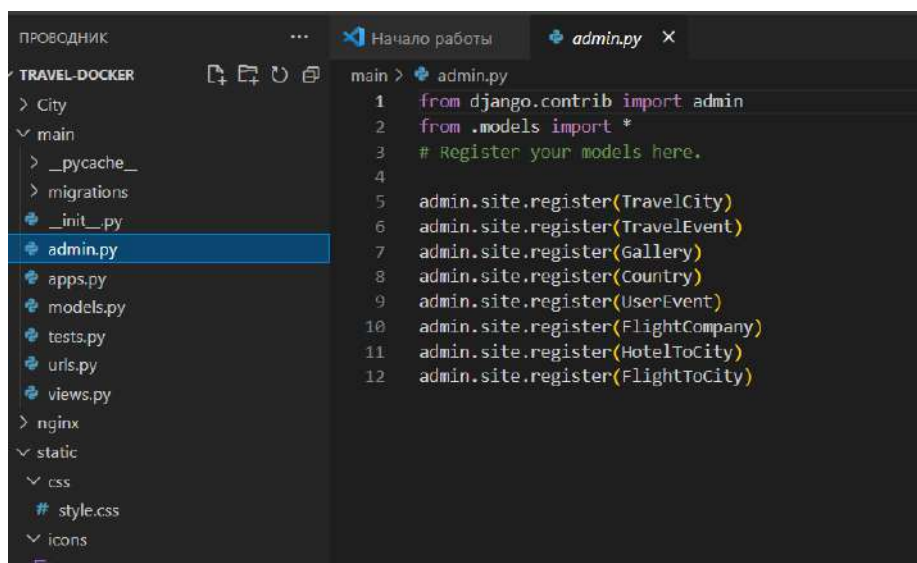 ПРОВОДНИК
TRAVEL-DOCKER
City
main
__pycache__
migrations
__init__.py
admin.py
apps.py
models.py
tests.py
urls.py
views.py
nginx
static
css
# style.css
icons
Начало работы
admin.py
main > admin.py
1 from django.contrib import admin
2 from .models import *
3 # Register your models here.
4
5 admin.site.register(TravelCity)
6 admin.site.register(TravelEvent)
7 admin.site.register(Gallery)
8 admin.site.register(Country)
9 admin.site.register(UserEvent)
10 admin.site.register(FlightCompany)
11 admin.site.register(HotelToCity)
12 admin.site.register(FlightToCity)